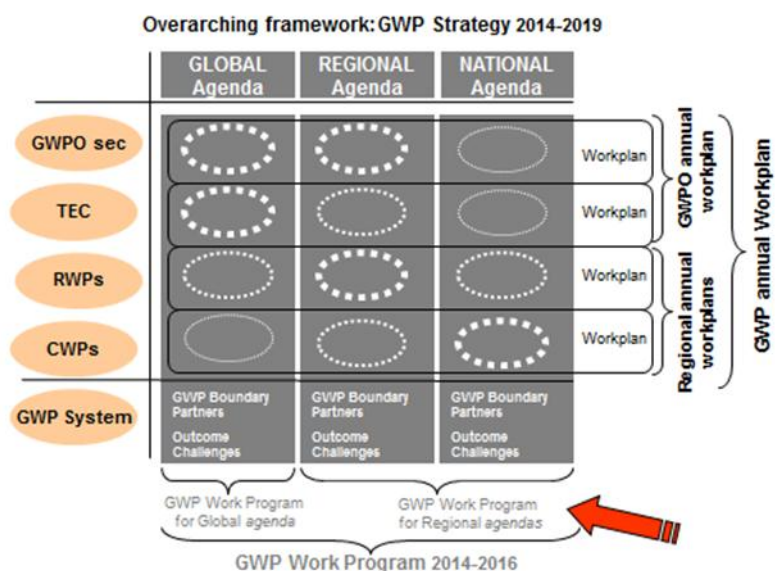 Overarching framework: GWP Strategy 2014-2019
GLOBAL
Agenda
REGIONAL
Agenda
NATIONAL
Agenda
GWPO sec
Workplan
TEC
Workplan
RWPs
Workplan
CWPs
Workplan
GWPO annual
workplan
Regional annual
workplans
GWP annual Workplan
GWP System
GWP Boundary
Partners
Outcome
Challenges
GWP Boundary
Partners
Outcome
Challenges
GWP Boundary
Partners
Outcome
Challenges
GWP Work Program
for Global agenda
GWP Work Program
for Regional agendas
GWP Work Program 2014-2016